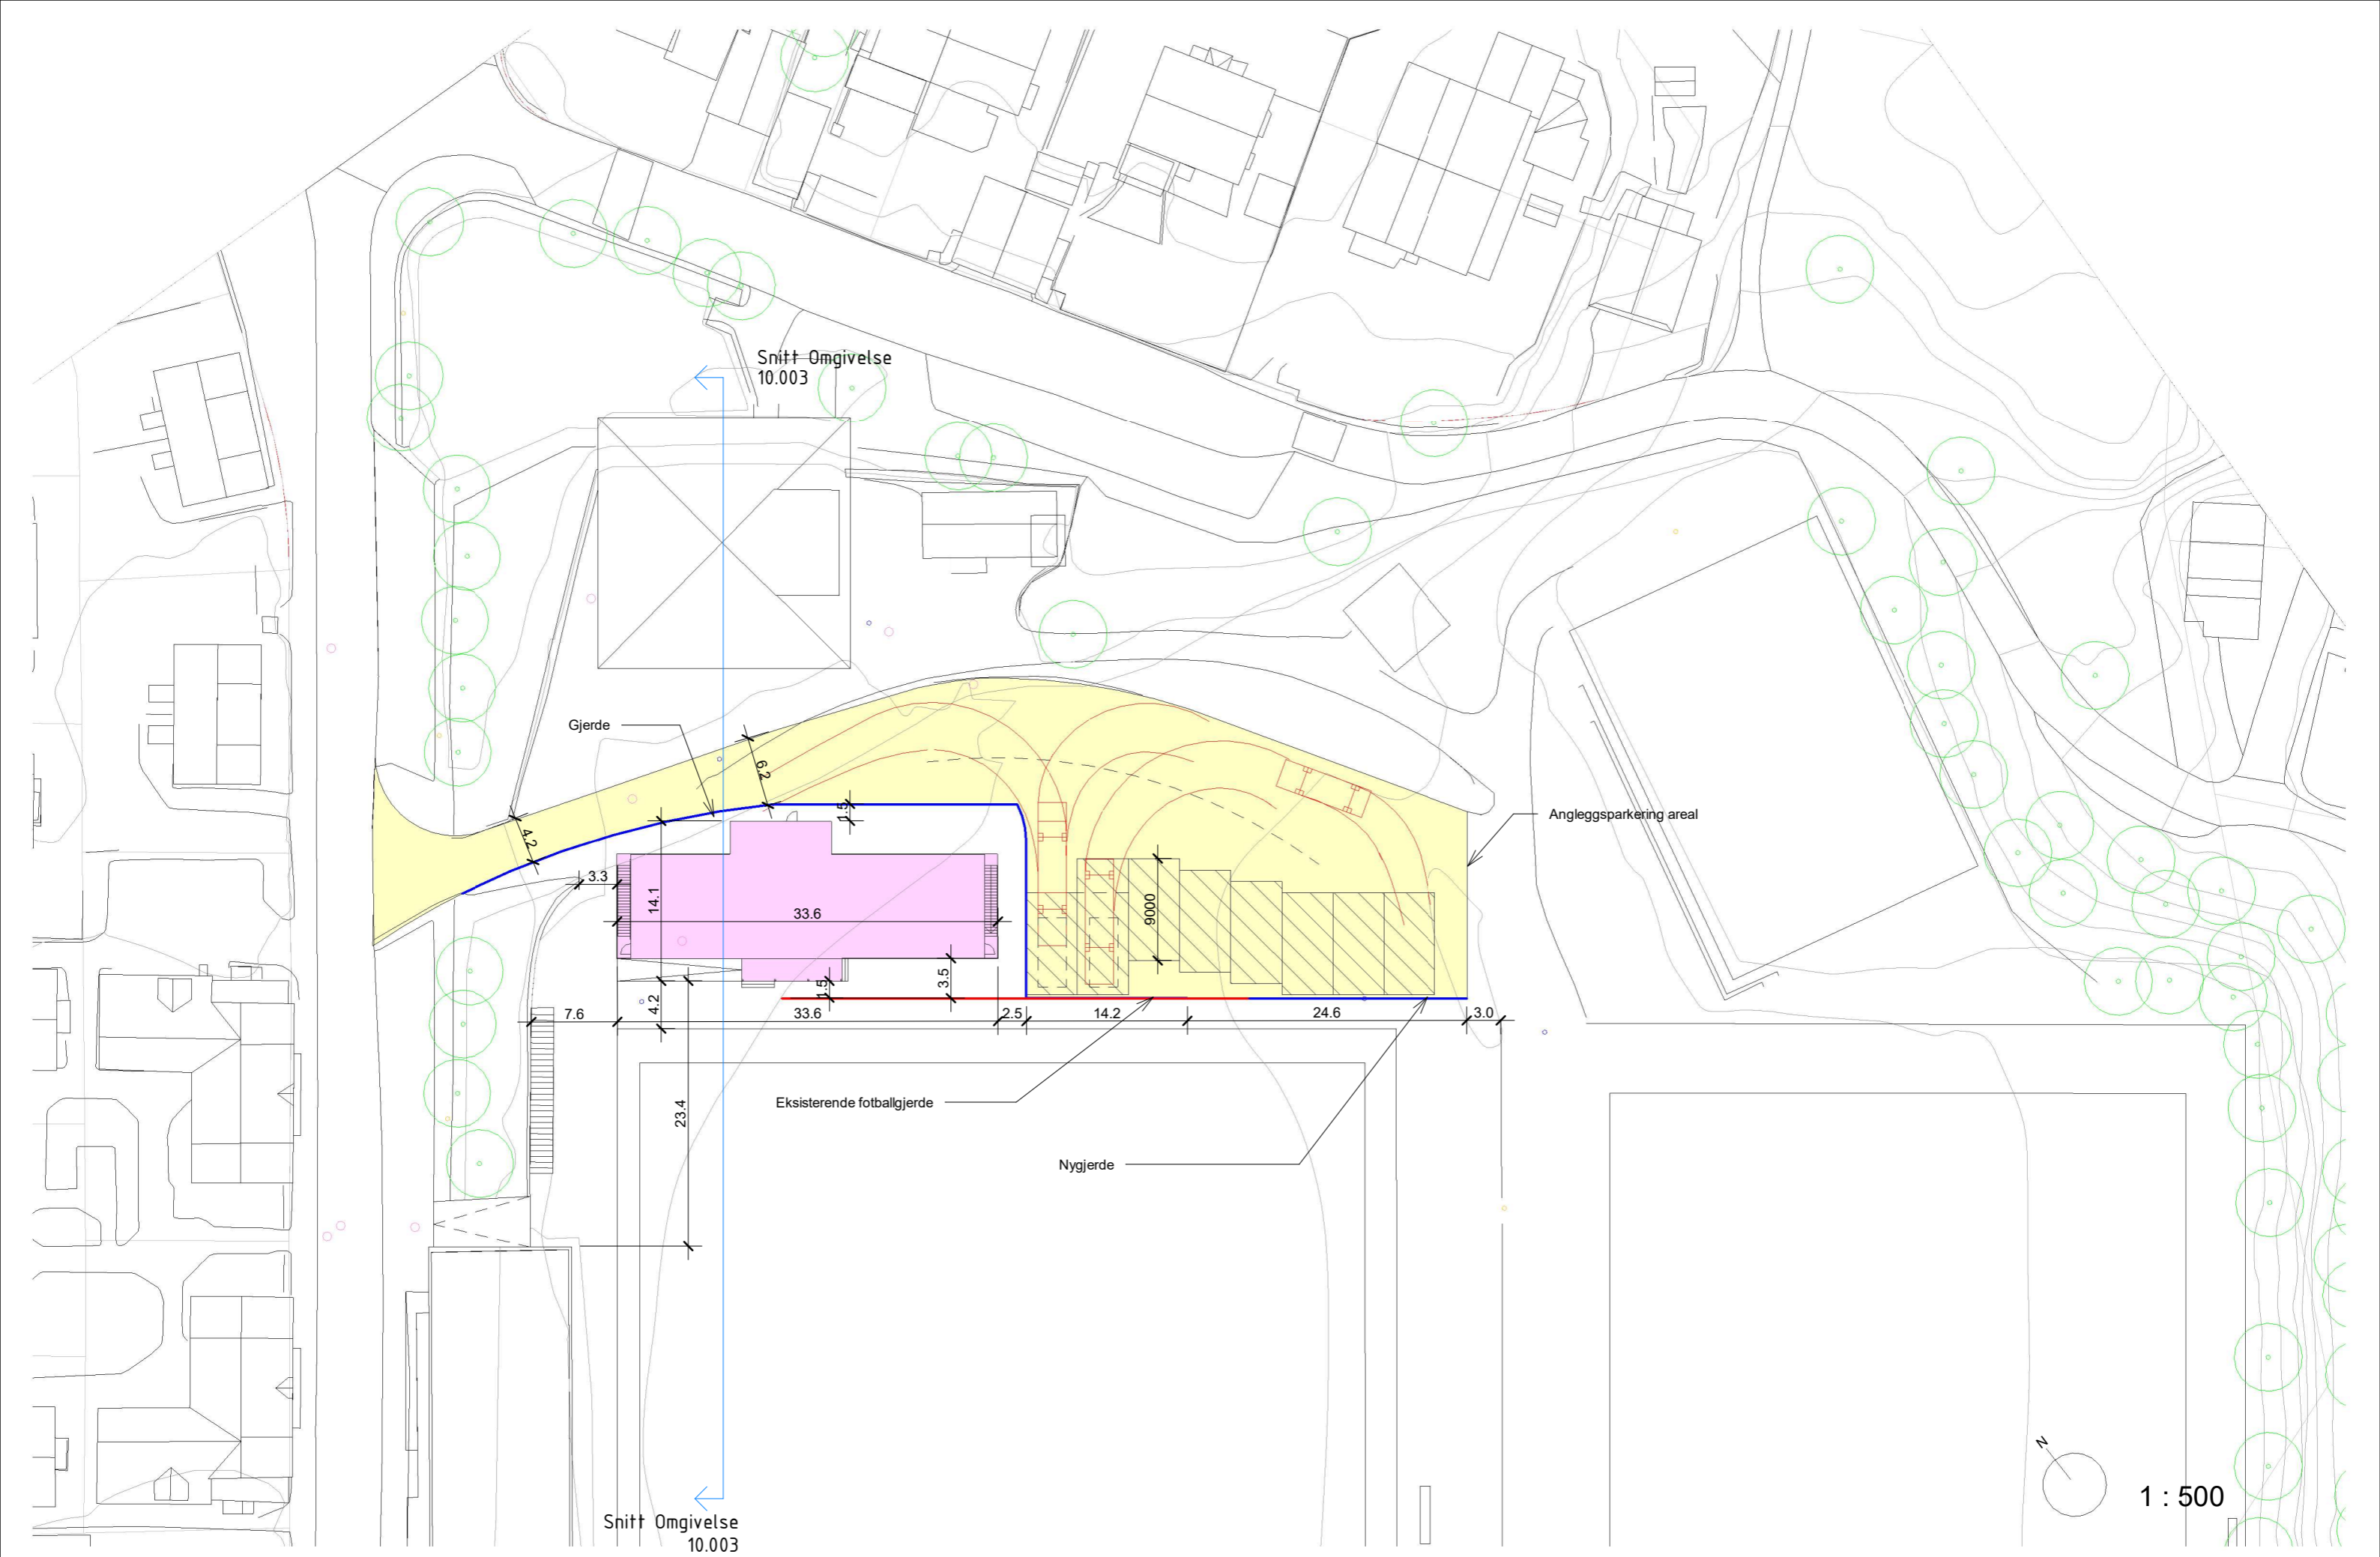 Snitt Omgivelse
10.003
Gjerde
6.2
1.5
4.2
Angleggsparkering areal
3.3
14.1
33.6
9000
3.5
1.5
4.2
7.6
33.6
2.5
14.2
24.6
3.0
Eksisterende fotballgjerde
23.4
Nygjerde
N
1 : 500
Snitt Omgivelse
10.003